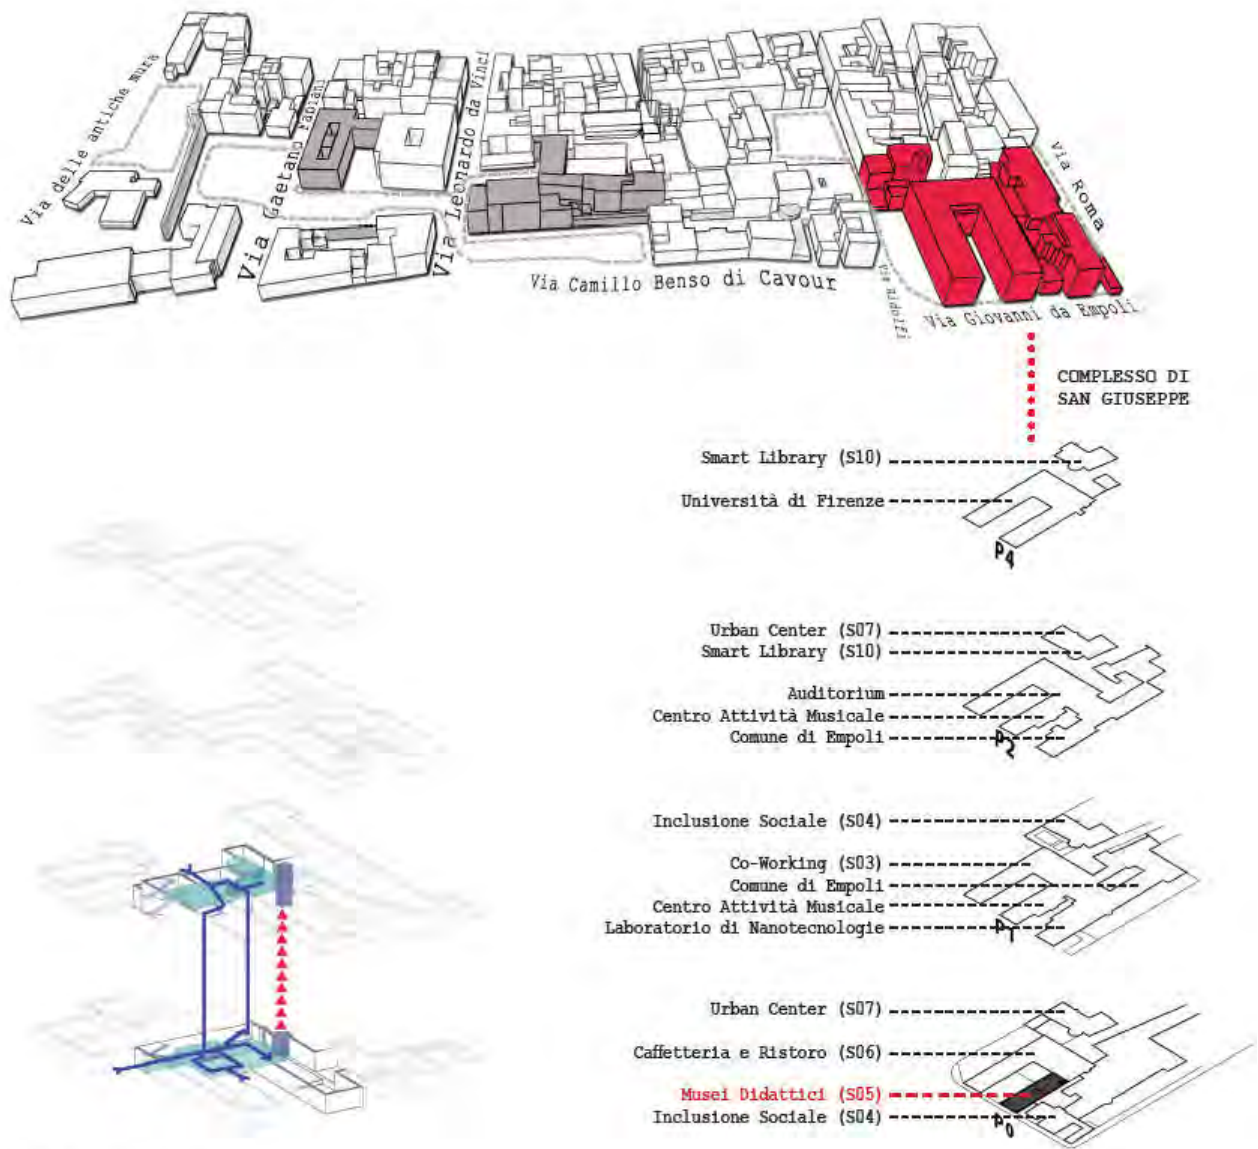 Via delle antiche mura
Via Gaetano Fabiani
Via Leonardo da Vinci
Via Camillo Benso di Cavour
Via Ridolfi
Via Giovanni da Empoli
Via Roma
COMPLESSO DI
SAN GIUSEPPE
Smart Library (S10)
Università di Firenze
P4
Urban Center (S07)
Smart Library (S10)
Auditorium
Centro Attività Musicale
Comune di Empoli
P2
Inclusione Sociale (S04)
Co-Working (S03)
Comune di Empoli
Centro Attività Musicale
Laboratorio di Nanotecnologie
P1
Urban Center (S07)
Caffetteria e Ristoro (S06)
Musei Didattici (S05)
Inclusione Sociale (S04)
P0